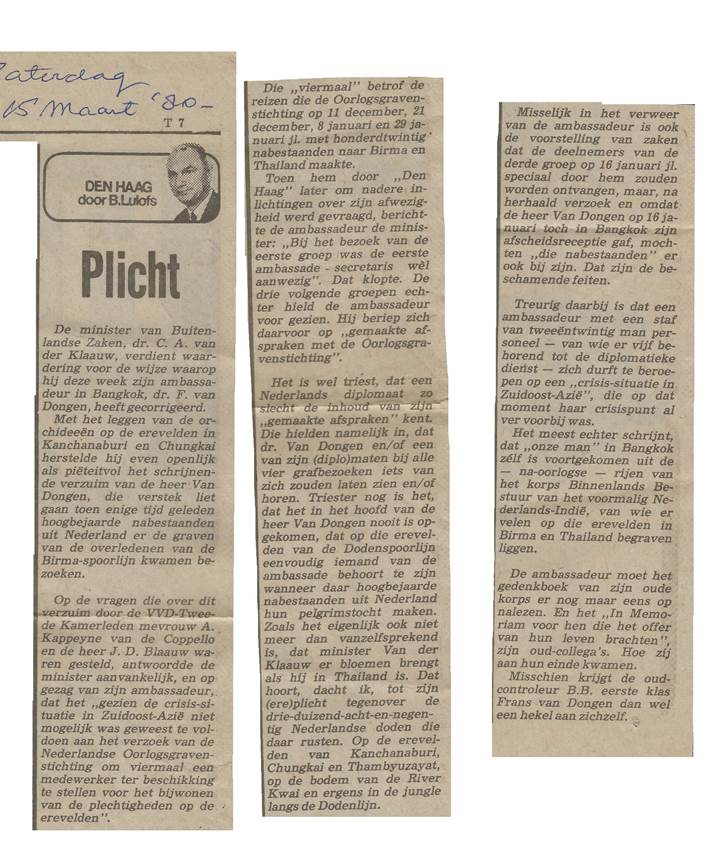 Zaterdag
15 Maart '80-
T 7
DEN HAAG
door B.Lulofs
Plicht
De minister van Buiten-
landse Zaken, dr. C. A. van
der Klaauw, verdient waar-
dering voor de wijze waarop
hij deze week zijn ambassa-
deur in Bangkok, dr. F. van
Dongen, heeft gecorrigeerd.
Met het leggen van de or-
chideeën op de erevelden in
Kanchanaburi en Chungkai
herstelde hij even openlijk
als piëteitvol het schrijnen-
de verzuim van de heer Van
Dongen, die verstek liet
gaan toen enige tijd geleden
hoogbejaarde nabestaanden
uit Nederland er de graven
van de overledenen van de
Birma-spoorlijn kwamen be-
zoeken.
Op de vragen die over dit
verzuim door de VVD-Twee-
de Kamerleden mevrouw A.
Kappeyne van de Coppello
en de heer J. D. Blaauw wa-
ren gesteld, antwoordde de
minister aanvankelijk, en op
gezag van zijn ambassadeur,
dat het „gezien de crisis-si-
tuatie in Zuidoost-Azië niet
mogelijk was geweest te vol-
doen aan het verzoek van de
Nederlandse Oorlogsgraven-
stichting om viermaal een
medewerker ter beschikking
te stellen voor het bijwonen
van de plechtigheden op de
erevelden”.
Die „viermaal” betrof de
reizen die de Oorlogsgraven-
stichting op 11 december, 21
december, 8 januari en 29 ja-
nuari jl. met honderdtwintig
nabestaanden naar Birma en
Thailand maakte.
Toen hem door „Den
Haag” later om nadere in-
lichtingen over zijn afwezig-
heid werd gevraagd, bericht-
te de ambassadeur de minis-
ter: „Bij het bezoek van de
eerste groep was de eerste
ambassade - secretaris wèl
aanwezig”. Dat klopte. De
drie volgende groepen ech-
ter hield de ambassadeur
voor gezien. Hij beriep zich
daarvoor op „gemaakte af-
spraken met de Oorlogsgra-
venstichting”.
Het is wel triest, dat een
Nederlands diplomaat zo
slecht de inhoud van zijn
„gemaakte afspraken” kent.
Die hielden namelijk in, dat
dr. Van Dongen en/of een
van zijn (diplo)maten bij alle
vier grafbezoeken iets van
zich zouden laten zien en/of
horen. Triester nog is het,
dat het in het hoofd van de
heer Van Dongen nooit is op-
gekomen, dat op die erevel-
den van de Dodenspoorlijn
eenvoudig iemand van de
ambassade behoort te zijn
wanneer daar hoogbejaarde
nabestaanden uit Nederland
hun pelgrimstocht maken.
Zoals het eigenlijk ook niet
meer dan vanzelfsprekend
is, dat minister Van der
Klaauw er bloemen brengt
als hij in Thailand is. Dat
hoort, dacht ik, tot zijn
(ere)plicht tegenover de
drie-duizend-acht-en-negen-
tig Nederlandse doden die
daar rusten. Op de erevel-
den van Kanchanaburi,
Chungkai en Thambyuzayat,
op de bodem van de River
Kwai en ergens in de jungle
langs de Dodenlijn.
Misselijk in het verweer
van de ambassadeur is ook
de voorstelling van zaken
dat de deelnemers van de
derde groep op 16 januari jl.
speciaal door hem zouden
worden ontvangen, maar, na
herhaald verzoek en omdat
de heer Van Dongen op 16 ja-
nuari toch in Bangkok zijn
afscheidsreceptie gaf, moch-
ten „die nabestaanden” er
ook bij zijn. Dat zijn de be-
schamende feiten.
Treurig daarbij is dat een
ambassadeur met een staf
van tweeëntwintig man per-
soneel — van wie er vijf be-
horend tot de diplomatieke
dienst — zich durft te beroe-
pen op een „crisis-situatie in
Zuidoost-Azië”, die op dat
moment haar crisispunt al
ver voorbij was.
Het meest echter schrijnt,
dat „onze man” in Bangkok
zélf is voortgekomen uit de
— na-oorlogse — rijen van
het korps Binnenlands Be-
stuur van het voormalig Ne-
derlands-Indië, van wie er
velen op die erevelden in
Birma en Thailand begraven
liggen.
De ambassadeur moet het
gedenkboek van zijn oude
korps er nog maar eens op
nalezen. En het „In Memo-
riam voor hen die het offer
van hun leven brachten”,
zijn oud-collega's. Hoe zij
aan hun einde kwamen.
Misschien krijgt de oud-
controleur B.B. eerste klas
Frans van Dongen dan wel
een hekel aan zichzelf.